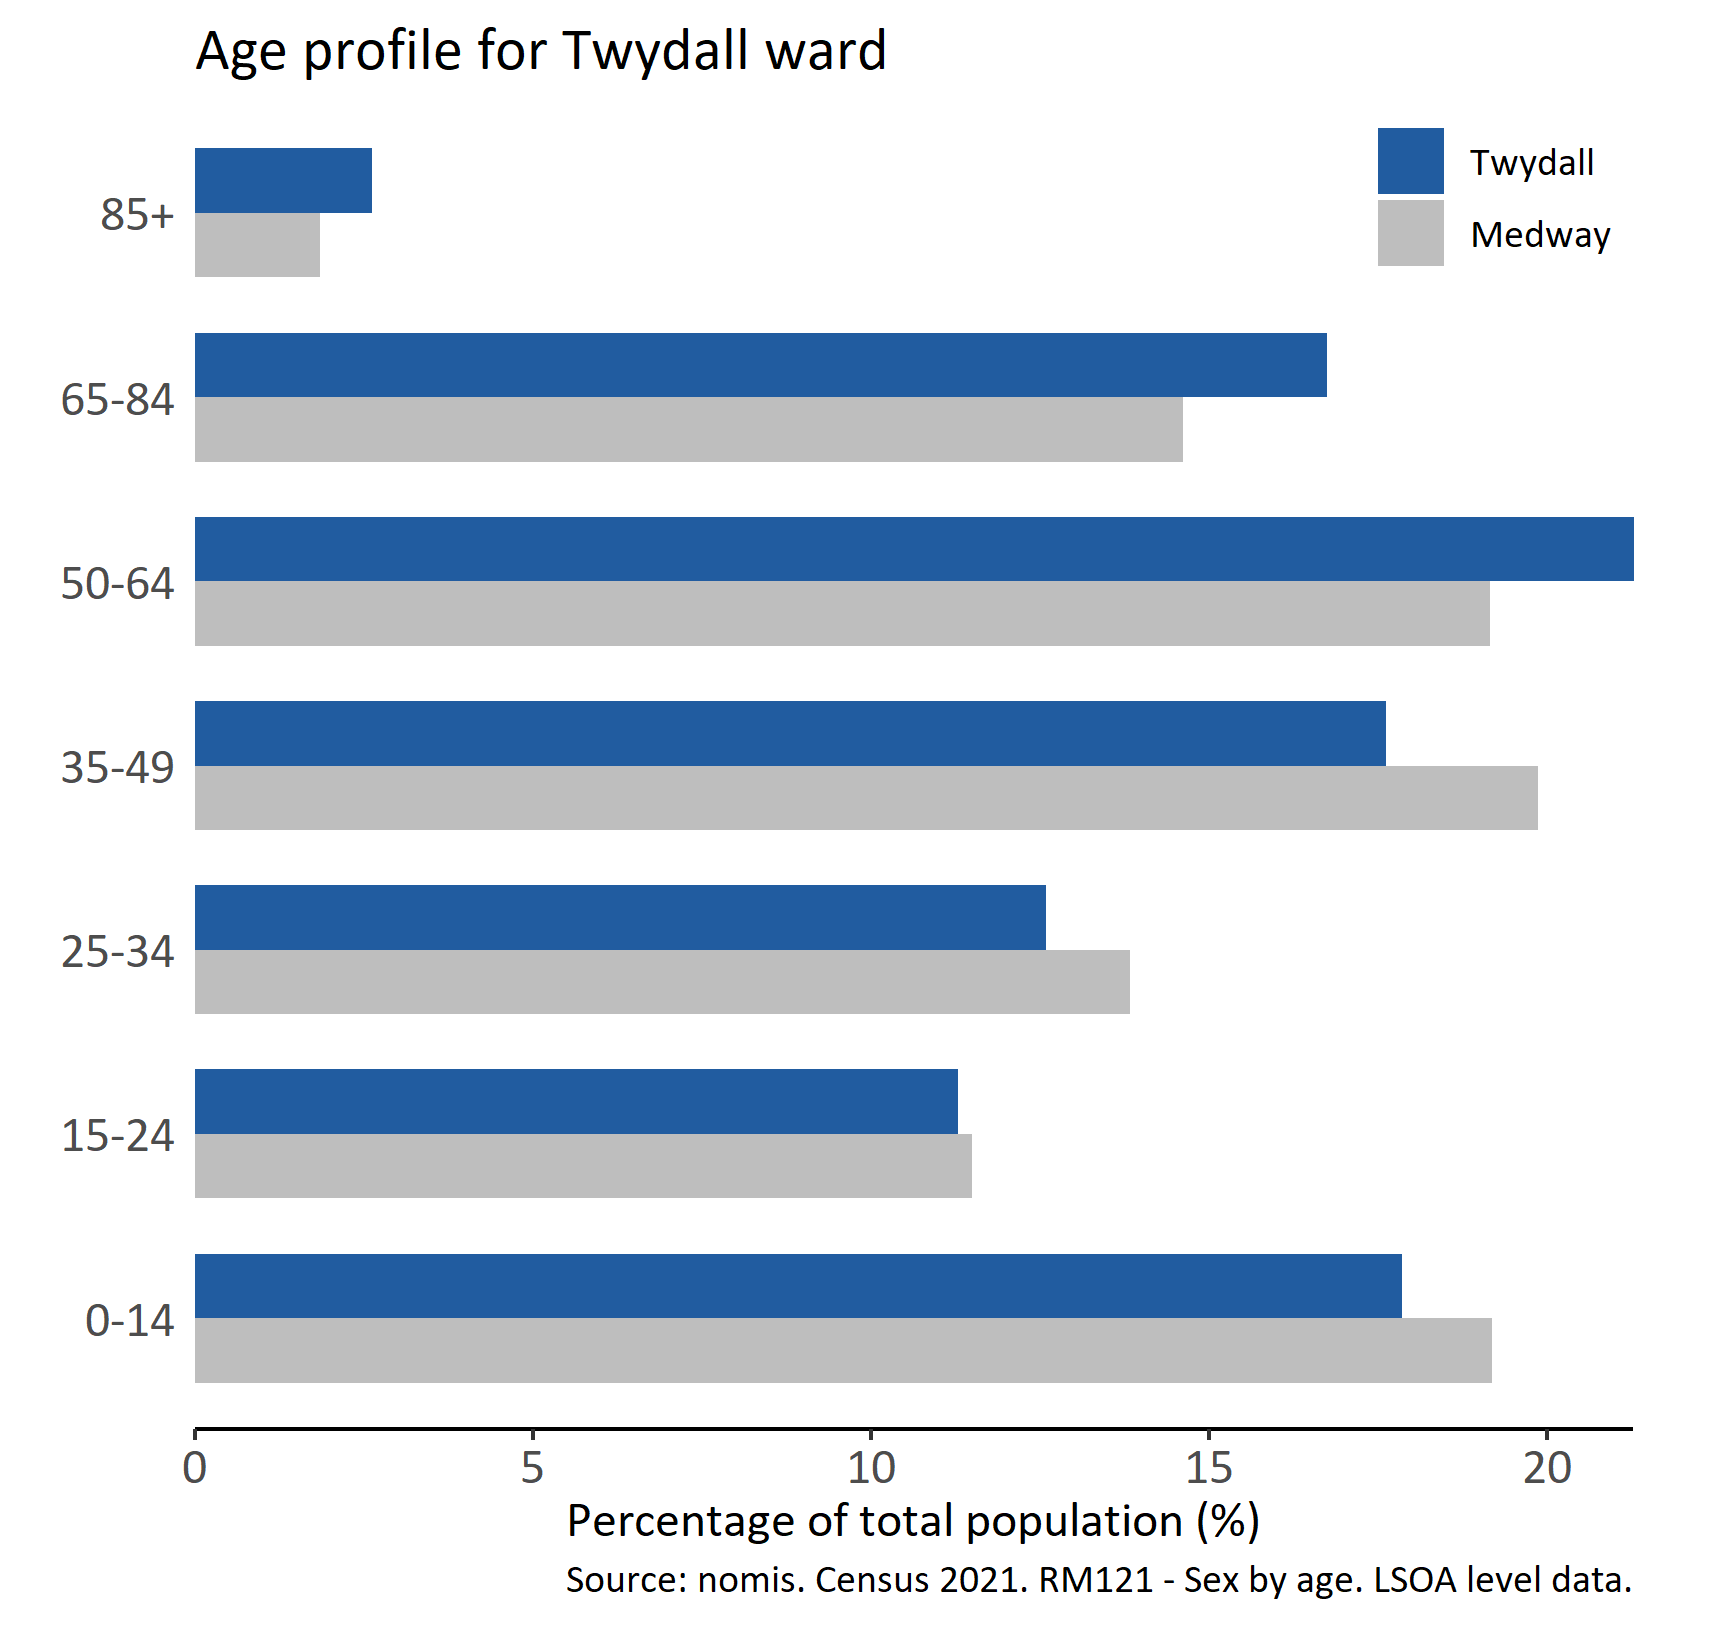 Age profile for Twydall ward
Twydall
Medway
85+
65-84
50-64
35-49
25-34
15-24
0-14
0 5 10 15 20
Percentage of total population (%)
Source: nomis. Census 2021. RM121 - Sex by age. LSOA level data.